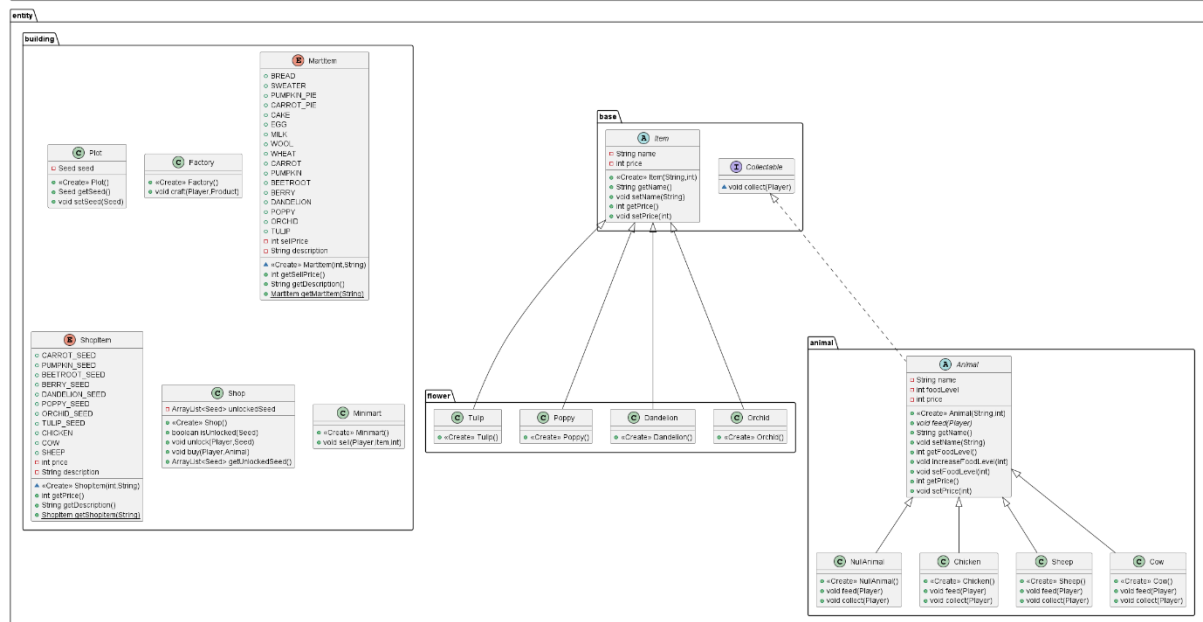 entity
building
E MartItem
BREAD
SWEATER
PUMPKIN_PIE
CARROT_PIE
CAKE
EGG
MILK
WOOL
WHEAT
CARROT
PUMPKIN
BEETROOT
BERRY
DANDELION
POPPY
ORCHID
TULIP
int sellPrice
String description
«Create» MartItem(int,String)
int getSellPrice()
String getDescription()
MartItem getMartItem(String)
C Plot
Seed seed
«Create» Plot()
Seed getSeed()
void setSeed(Seed)
C Factory
«Create» Factory()
void craft(Player,Product)
E ShopItem
CARROT_SEED
PUMPKIN_SEED
BEETROOT_SEED
BERRY_SEED
DANDELION_SEED
POPPY_SEED
ORCHID_SEED
TULIP_SEED
CHICKEN
COW
SHEEP
int price
String description
«Create» ShopItem(int,String)
int getPrice()
String getDescription()
ShopItem getShopItem(String)
C Shop
ArrayList<Seed> unlockedSeed
«Create» Shop()
boolean isUnlocked(Seed)
void unlock(Player,Seed)
void buy(Player,Animal)
ArrayList<Seed> getUnlockedSeed()
C Minimart
«Create» Minimart()
void sell(Player,Item,int)
base
A Item
String name
int price
«Create» Item(String,int)
String getName()
void setName(String)
int getPrice()
void setPrice(int)
I Collectable
void collect(Player)
flower
C Tulip
«Create» Tulip()
C Poppy
«Create» Poppy()
C Dandelion
«Create» Dandelion()
C Orchid
«Create» Orchid()
animal
A Animal
String name
int foodLevel
int price
«Create» Animal(String,int)
void feed(Player)
String getName()
void setName(String)
int getFoodLevel()
void increaseFoodLevel(int)
void setFoodLevel(int)
int getPrice()
void setPrice(int)
C NullAnimal
«Create» NullAnimal()
void feed(Player)
void collect(Player)
C Chicken
«Create» Chicken()
void feed(Player)
void collect(Player)
C Sheep
«Create» Sheep()
void feed(Player)
void collect(Player)
C Cow
«Create» Cow()
void feed(Player)
void collect(Player)